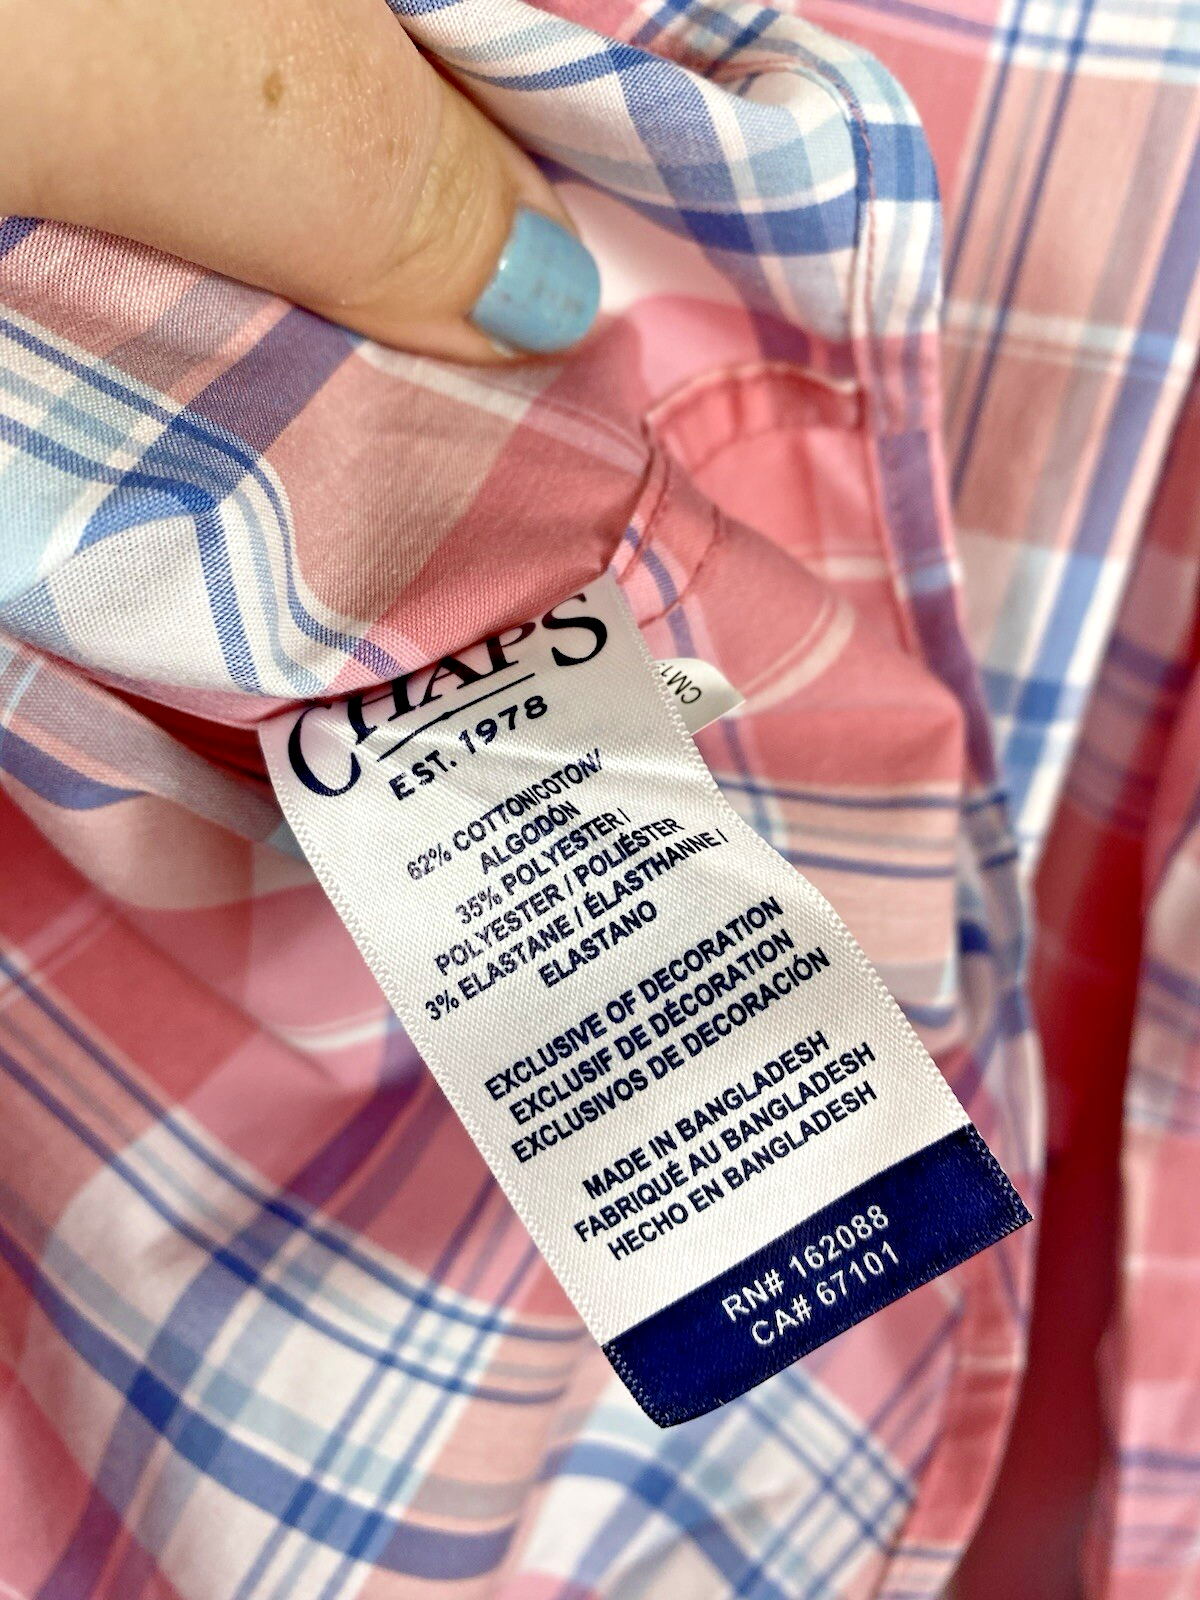 CHAPS
EST. 1978
62% COTTON/COTON/
ALGODÓN
35% POLYESTER /
POLYESTER / POLIÉSTER
3% ELASTANE / ÉLASTHANNE /
ELASTANO
EXCLUSIVE OF DECORATION
EXCLUSIF DE DÉCORATION
EXCLUSIVOS DE DECORACIÓN
MADE IN BANGLADESH
FABRIQUÉ AU BANGLADESH
HECHO EN BANGLADESH
RN# 162088
CA# 67101